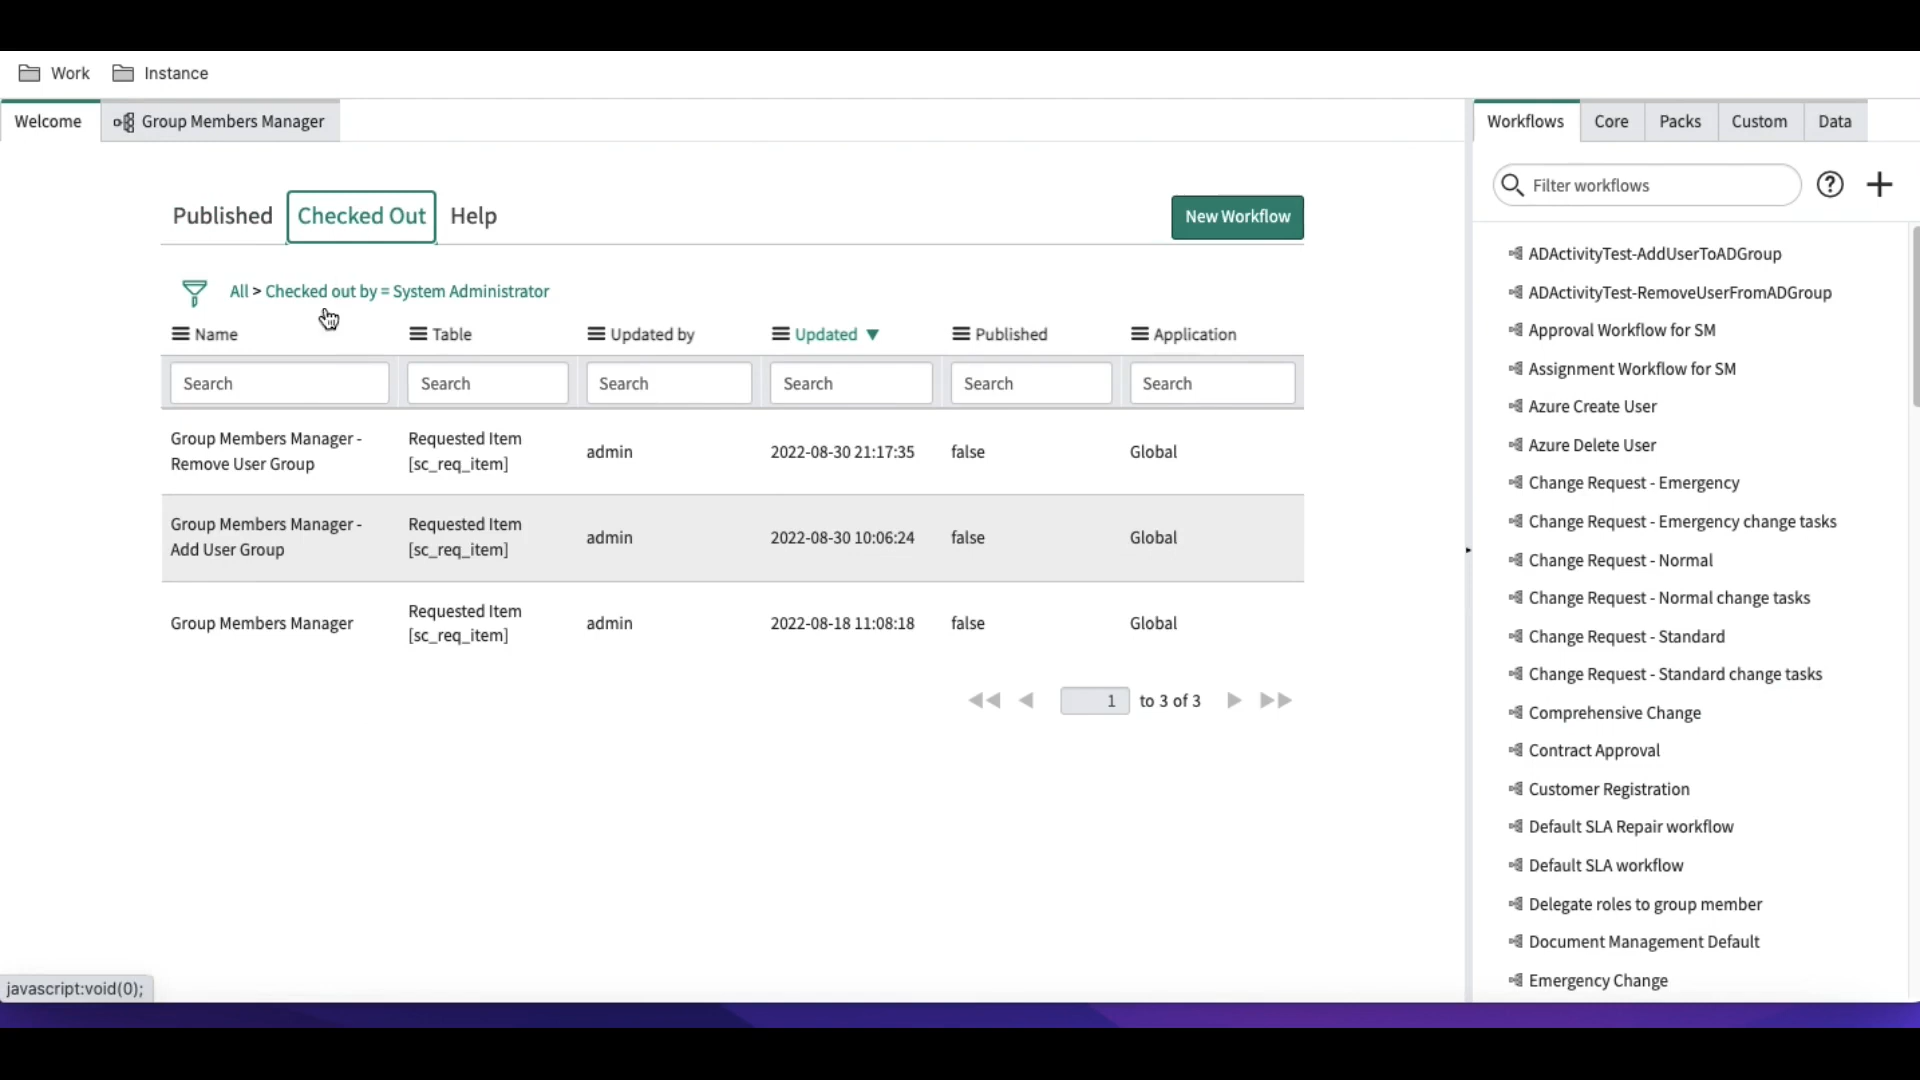 Work Instance
Welcome Group Members Manager
Workflows Core Packs Custom Data
Published Checked Out Help
New Workflow
Filter workflows
All > Checked out by = System Administrator
Name Table Updated by Updated Published Application
Search Search Search Search Search Search
Group Members Manager -
Remove User Group
Requested Item
[sc_req_item]
admin 2022-08-30 21:17:35 false Global
Group Members Manager -
Add User Group
Requested Item
[sc_req_item]
admin 2022-08-30 10:06:24 false Global
Group Members Manager
Requested Item
[sc_req_item]
admin 2022-08-18 11:08:18 false Global
1 to 3 of 3
ADActivityTest-AddUserToADGroup
ADActivityTest-RemoveUserFromADGroup
Approval Workflow for SM
Assignment Workflow for SM
Azure Create User
Azure Delete User
Change Request - Emergency
Change Request - Emergency change tasks
Change Request - Normal
Change Request - Normal change tasks
Change Request - Standard
Change Request - Standard change tasks
Comprehensive Change
Contract Approval
Customer Registration
Default SLA Repair workflow
Default SLA workflow
Delegate roles to group member
Document Management Default
Emergency Change
javascript:void(0);